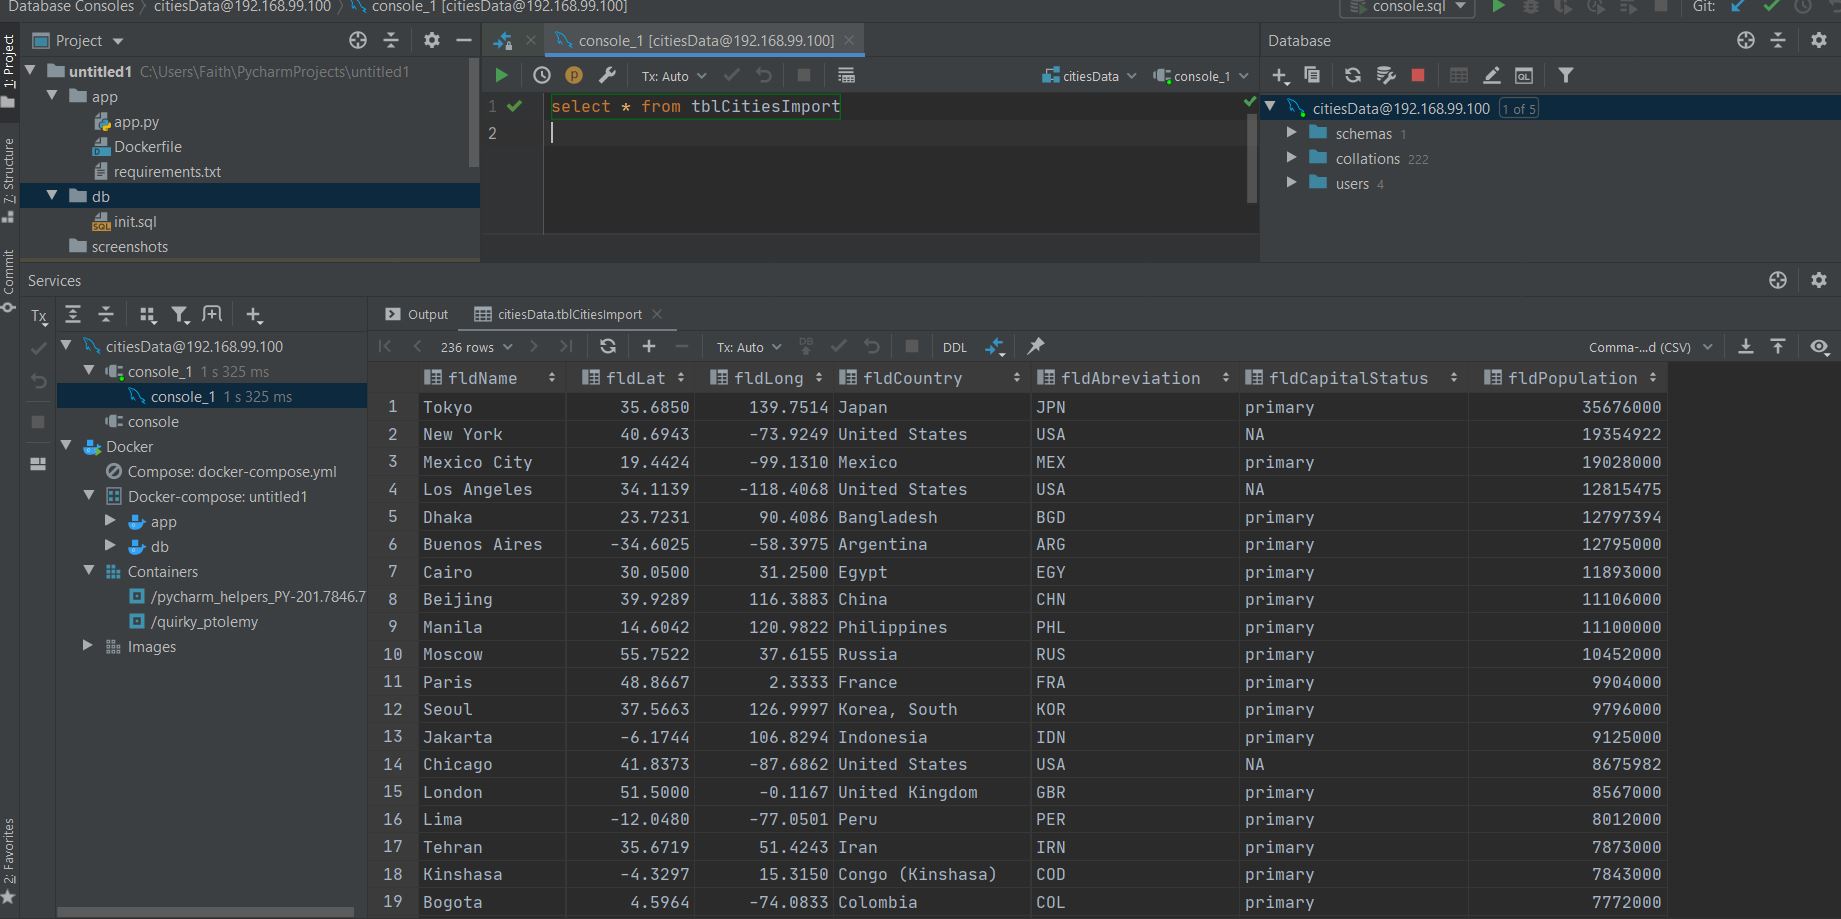 Database Consoles citiesData@192.168.99.100 console_1 [citiesData@192.168.99.100]
console.sql Git:
1: Project
7: Structure
Commit
2: Favorites
Project
untitled1 C:\Users\Faith\PycharmProjects\untitled1
app
app.py
Dockerfile
requirements.txt
db
init.sql
screenshots
console_1 [citiesData@192.168.99.100]
Tx: Auto citiesData console_1
1 select * from tblCitiesImport
2
Database
citiesData@192.168.99.100 1 of 5
schemas 1
collations 222
users 4
Services
Tx
citiesData@192.168.99.100
console_1 1 s 325 ms
console_1 1 s 325 ms
console
Docker
Compose: docker-compose.yml
Docker-compose: untitled1
app
db
Containers
/pycharm_helpers_PY-201.7846.7
/quirky_ptolemy
Images
Output citiesData.tblCitiesImport
236 rows Tx: Auto DB DDL Comma-...d (CSV)
fldName fldLat fldLong fldCountry fldAbreviation fldCapitalStatus fldPopulation
1 Tokyo 35.6850 139.7514 Japan JPN primary 35676000
2 New York 40.6943 -73.9249 United States USA NA 19354922
3 Mexico City 19.4424 -99.1310 Mexico MEX primary 19028000
4 Los Angeles 34.1139 -118.4068 United States USA NA 12815475
5 Dhaka 23.7231 90.4086 Bangladesh BGD primary 12797394
6 Buenos Aires -34.6025 -58.3975 Argentina ARG primary 12795000
7 Cairo 30.0500 31.2500 Egypt EGY primary 11893000
8 Beijing 39.9289 116.3883 China CHN primary 11106000
9 Manila 14.6042 120.9822 Philippines PHL primary 11100000
10 Moscow 55.7522 37.6155 Russia RUS primary 10452000
11 Paris 48.8667 2.3333 France FRA primary 9904000
12 Seoul 37.5663 126.9997 Korea, South KOR primary 9796000
13 Jakarta -6.1744 106.8294 Indonesia IDN primary 9125000
14 Chicago 41.8373 -87.6862 United States USA NA 8675982
15 London 51.5000 -0.1167 United Kingdom GBR primary 8567000
16 Lima -12.0480 -77.0501 Peru PER primary 8012000
17 Tehran 35.6719 51.4243 Iran IRN primary 7873000
18 Kinshasa -4.3297 15.3150 Congo (Kinshasa) COD primary 7843000
19 Bogota 4.5964 -74.0833 Colombia COL primary 7772000